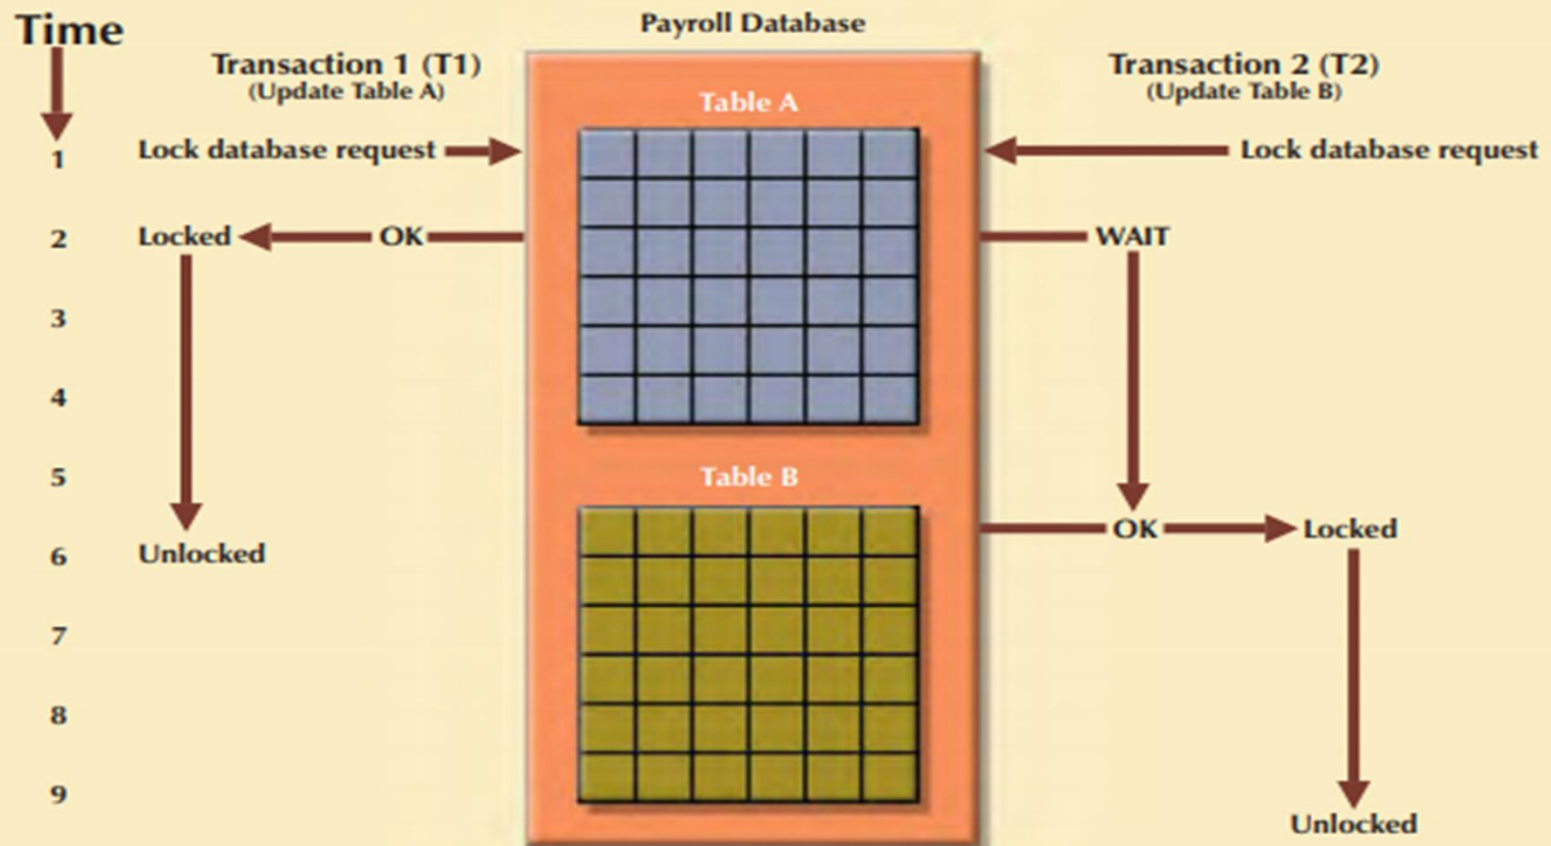 Time
Payroll Database
Transaction 1 (T1)
(Update Table A)
Transaction 2 (T2)
(Update Table B)
Table A
1
Lock database request
Lock database request
2
Locked
OK
WAIT
3
4
5
Table B
OK
Locked
6
Unlocked
7
8
9
Unlocked